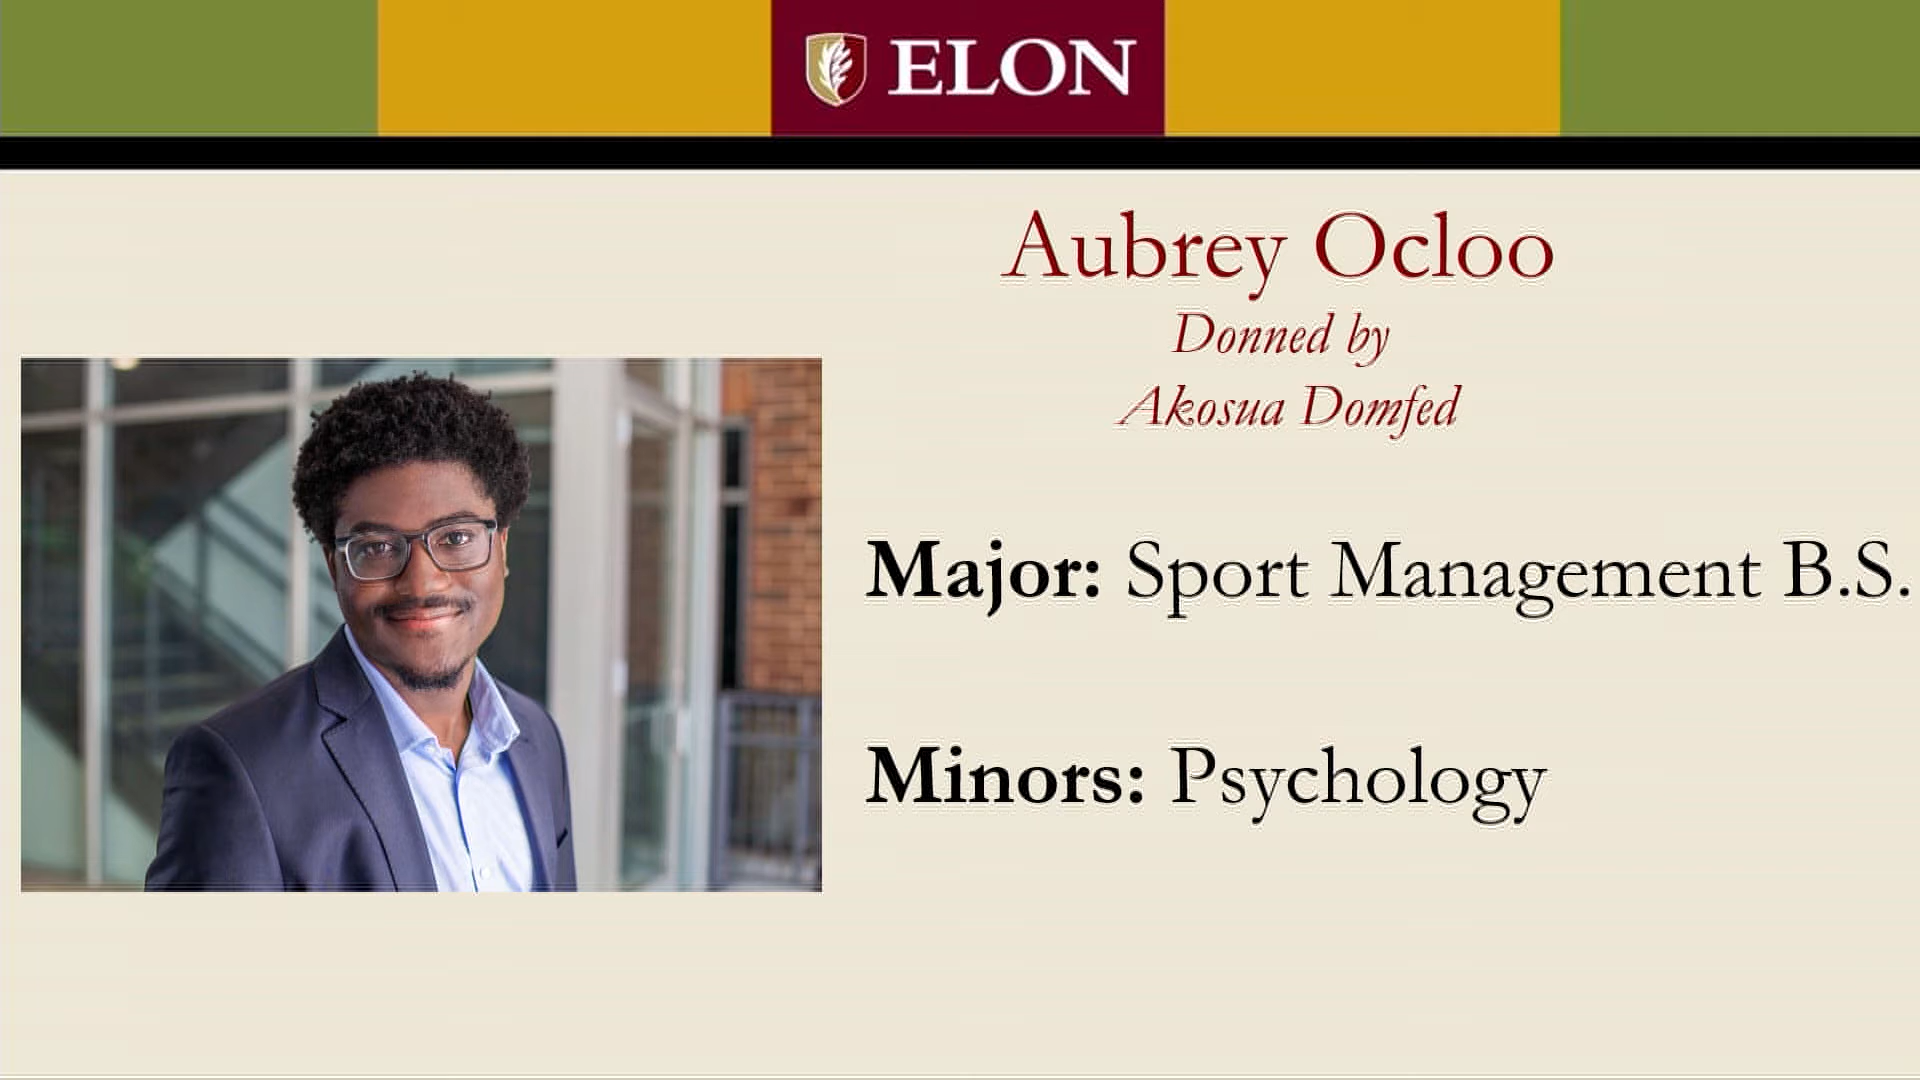 ELON
Aubrey Ocloo
Donned by
Akosua Domfed
Major: Sport Management B.S.
Minors: Psychology